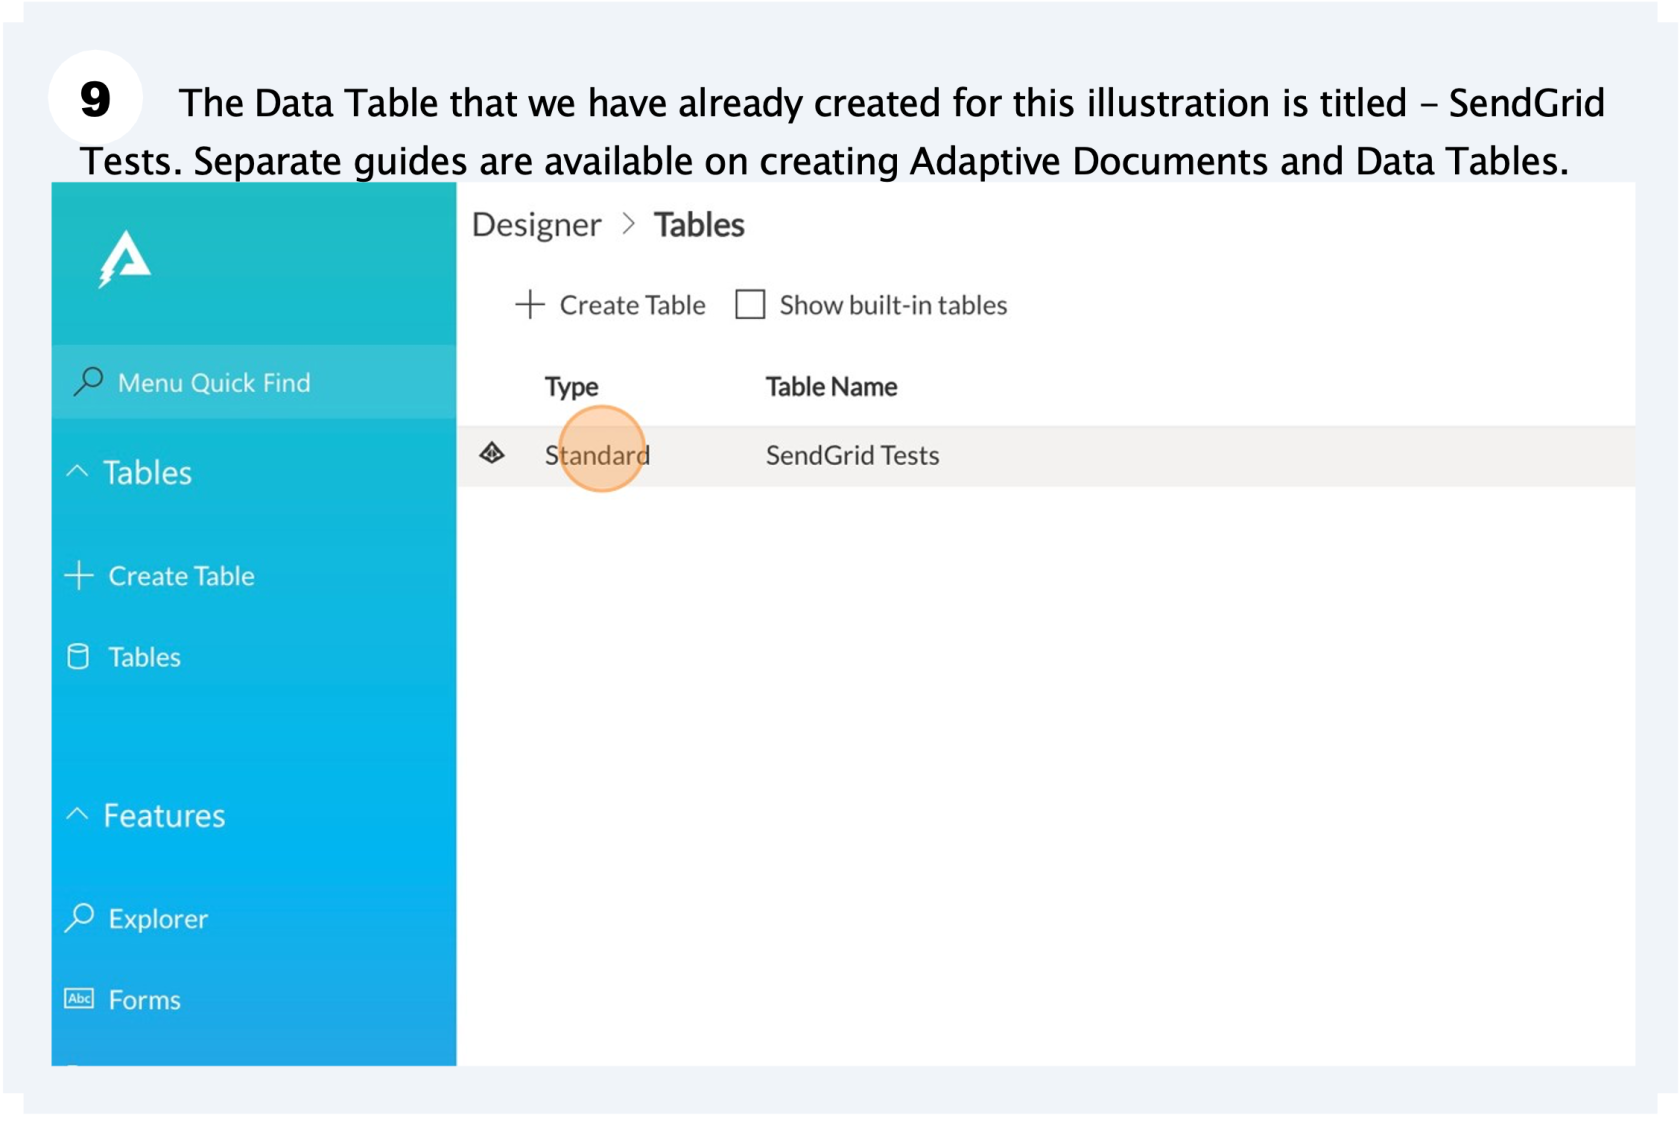 9 The Data Table that we have already created for this illustration is titled – SendGrid
Tests. Separate guides are available on creating Adaptive Documents and Data Tables.
Designer > Tables
+ Create Table Show built-in tables
Menu Quick Find
Type Table Name
Standard SendGrid Tests
Tables
+ Create Table
Tables
Features
Explorer
Abc Forms